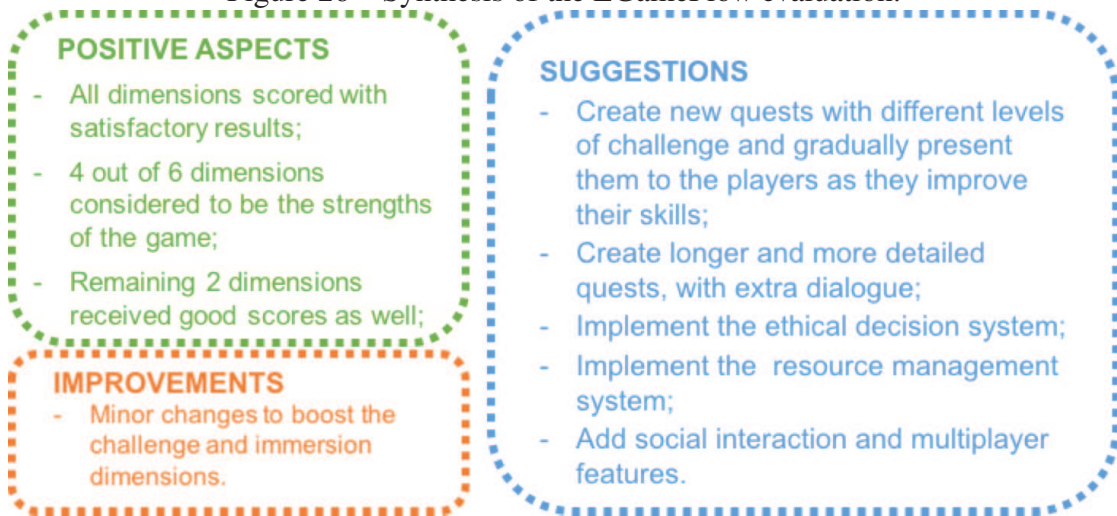 POSITIVE ASPECTS
- All dimensions scored with
satisfactory results;
- 4 out of 6 dimensions
considered to be the strengths
of the game;
- Remaining 2 dimensions
received good scores as well;
IMPROVEMENTS
- Minor changes to boost the
challenge and immersion
dimensions.
SUGGESTIONS
- Create new quests with different levels
of challenge and gradually present
them to the players as they improve
their skills;
- Create longer and more detailed
quests, with extra dialogue;
- Implement the ethical decision system;
- Implement the resource management
system;
- Add social interaction and multiplayer
features.